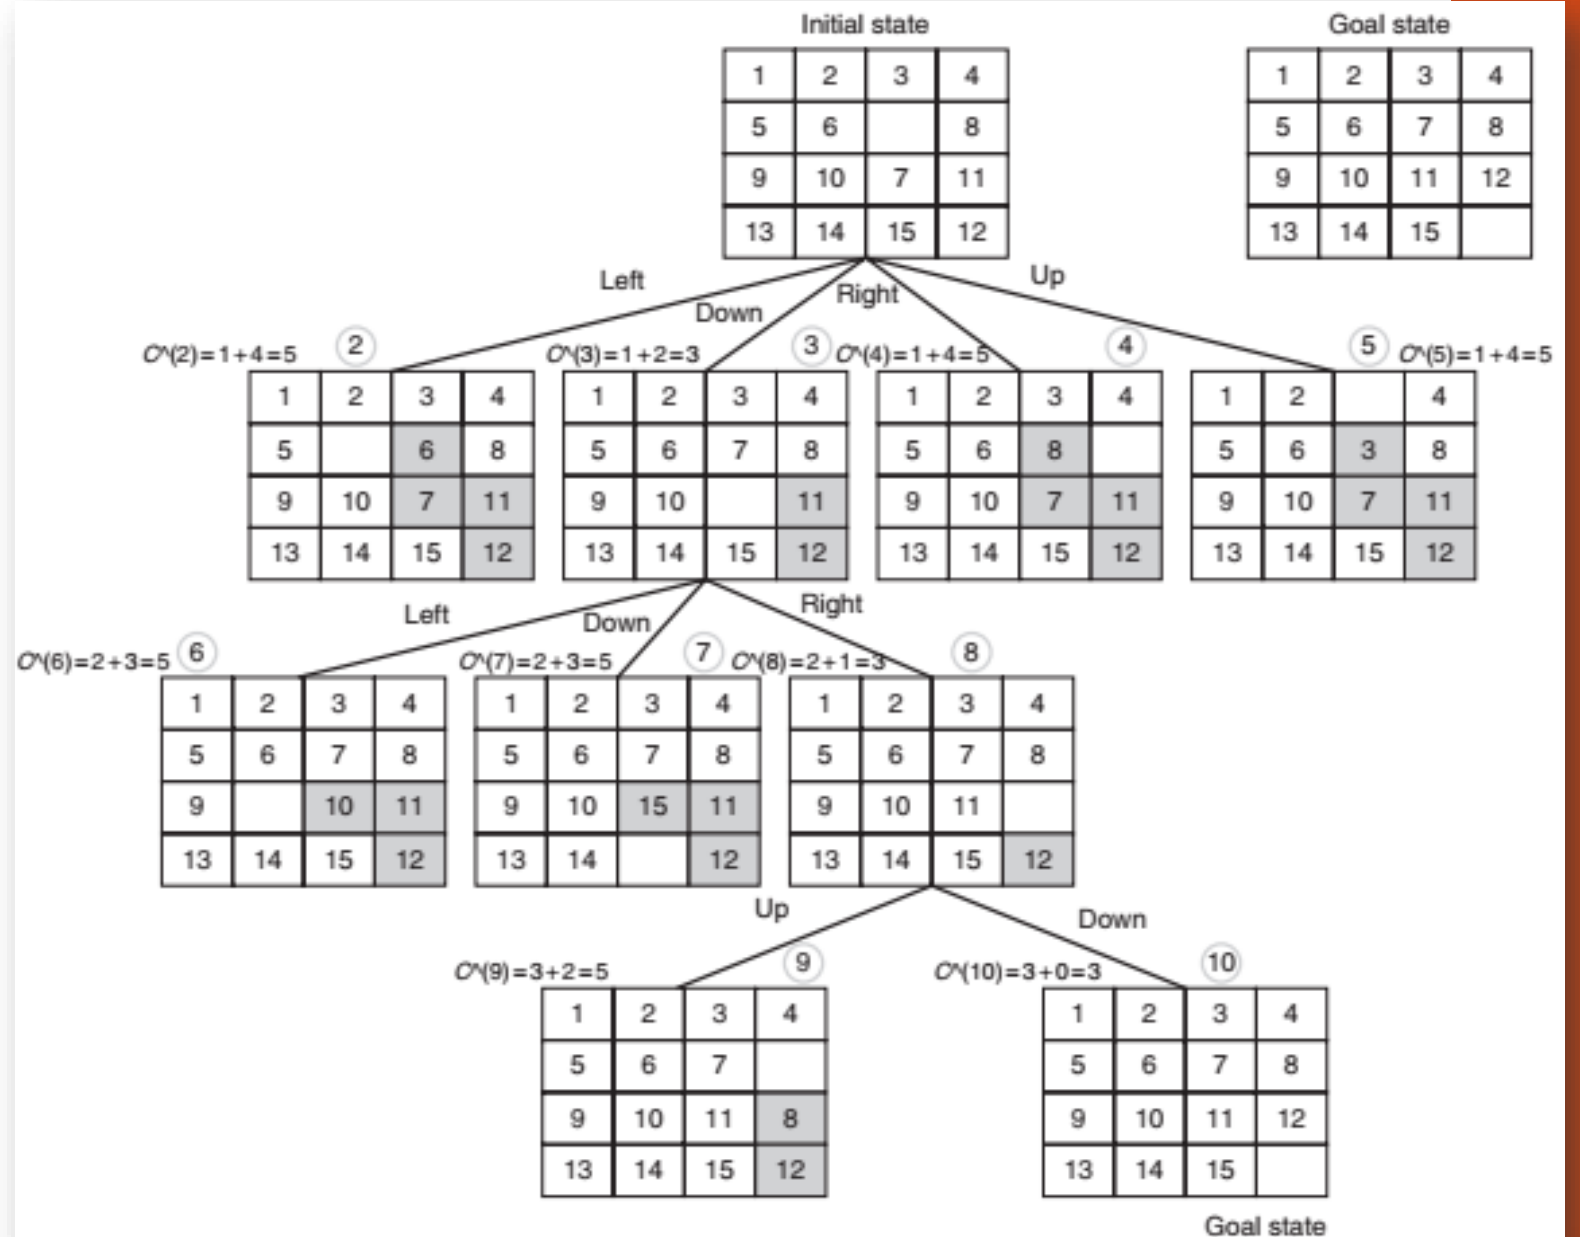 Initial state
Goal state
1 2 3 4
5 6 8
9 10 7 11
13 14 15 12
1 2 3 4
5 6 7 8
9 10 11 12
13 14 15
Left
Down
Right
Up
C^(2)=1+4=5
2
1 2 3 4
5 6 8
9 10 7 11
13 14 15 12
C^(3)=1+2=3
3
1 2 3 4
5 6 7 8
9 10 11
13 14 15 12
C^(4)=1+4=5
4
1 2 3 4
5 6 8
9 10 7 11
13 14 15 12
5
C^(5)=1+4=5
1 2 4
5 6 3 8
9 10 7 11
13 14 15 12
Left
Down
Right
C^(6)=2+3=5
6
1 2 3 4
5 6 7 8
9 10 11
13 14 15 12
C^(7)=2+3=5
7
1 2 3 4
5 6 7 8
9 10 15 11
13 14 12
C^(8)=2+1=3
8
1 2 3 4
5 6 7 8
9 10 11
13 14 15 12
Up
Down
C^(9)=3+2=5
9
1 2 3 4
5 6 7
9 10 11 8
13 14 15 12
C^(10)=3+0=3
10
1 2 3 4
5 6 7 8
9 10 11 12
13 14 15
Goal state